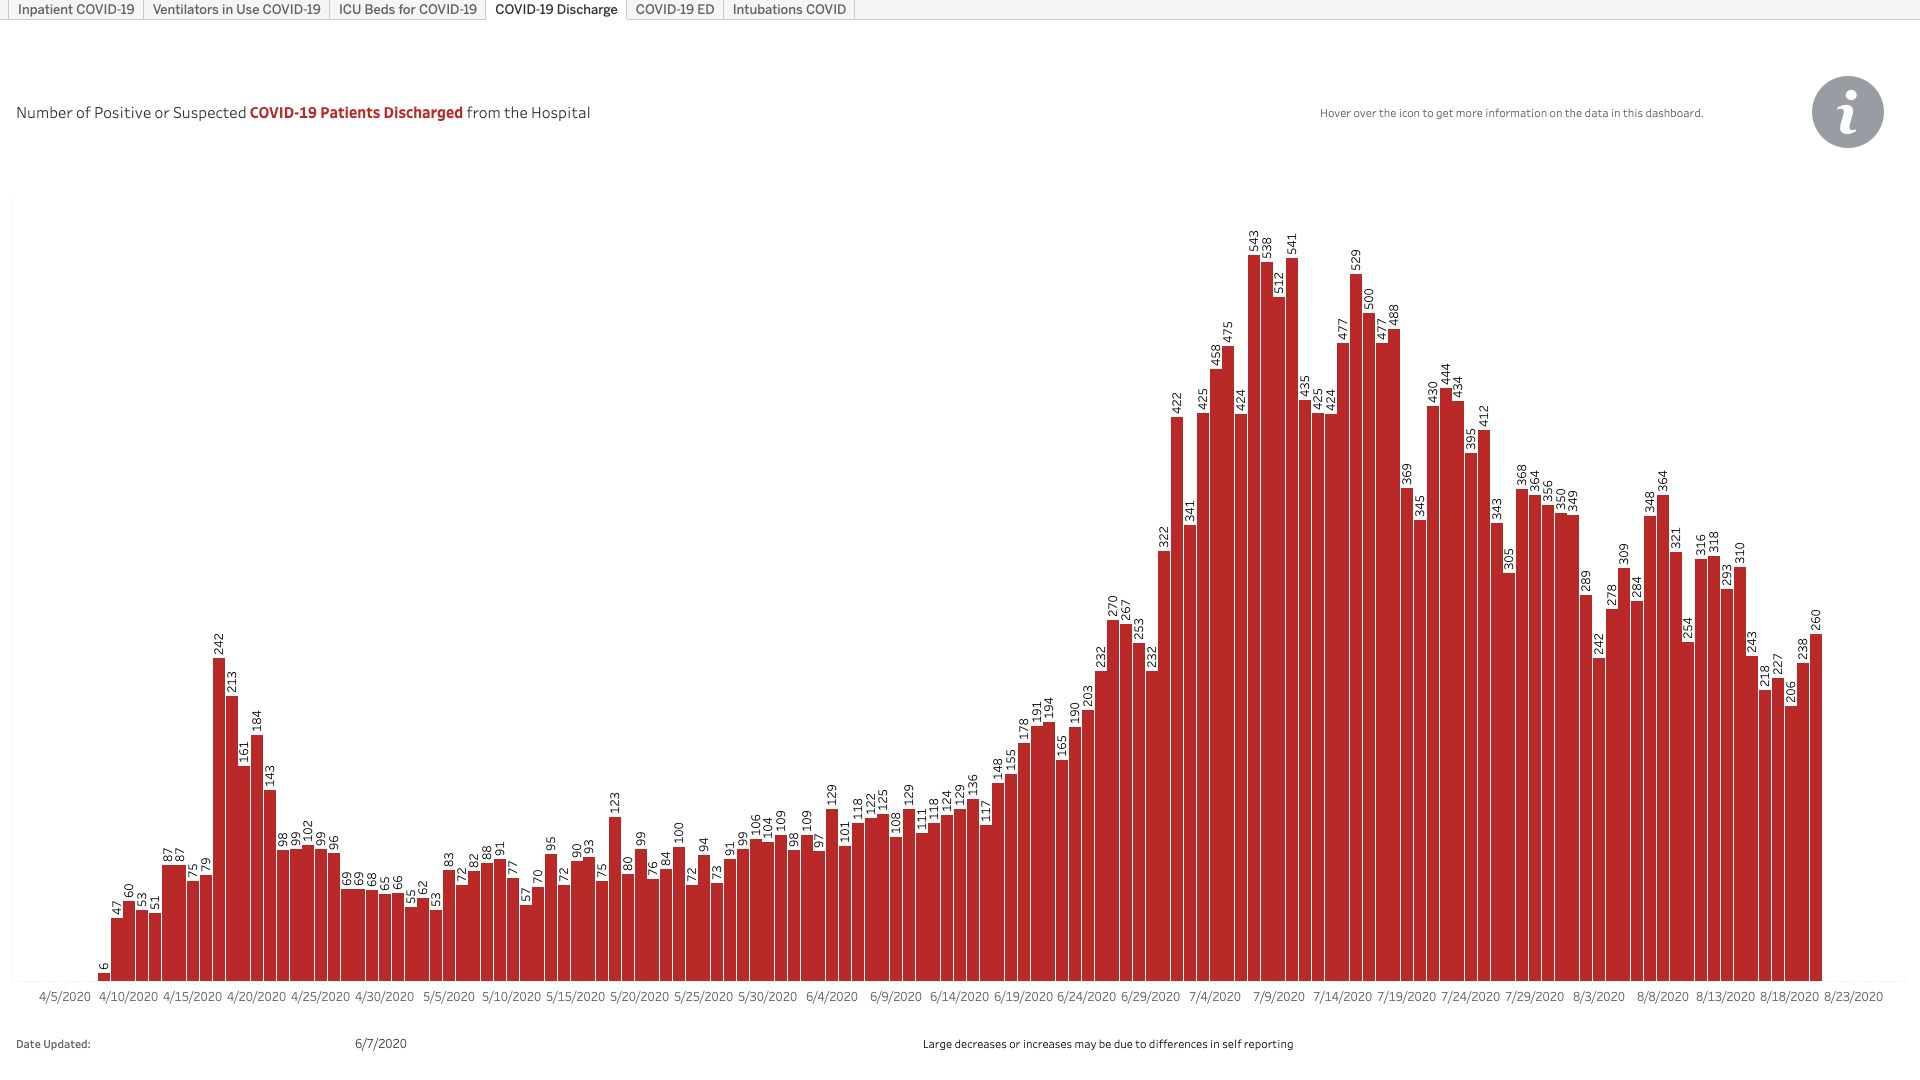 Inpatient COVID-19 Ventilators in Use COVID-19 ICU Beds for COVID-19 COVID-19 Discharge COVID-19 ED Intubations COVID
Number of Positive or Suspected COVID-19 Patients Discharged from the Hospital
Hover over the icon to get more information on the data in this dashboard.
i
6 47 60 53 51 87 87 75 79 242 213 161 184 143 98 99 102 99 96 69 69 68 65 66 55 62 53 83 72 82 88 91 77 57 70 95 72 90 93 75 123 80 99 76 84 100 72 94 73 91 99 106 104 109 98 109 97 129 101 118 122 125 108 129 111 118 124 129 136 117 148 155 178 191 194 165 190 203 232 270 267 253 232 322 422 341 425 458 475 424 543 538 512 541 435 425 424 477 529 500 477 488 369 345 430 444 434 395 412 343 305 368 364 356 350 349 289 242 278 309 284 348 364 321 254 316 318 293 310 243 218 227 206 238 260
4/5/2020 4/10/2020 4/15/2020 4/20/2020 4/25/2020 4/30/2020 5/5/2020 5/10/2020 5/15/2020 5/20/2020 5/25/2020 5/30/2020 6/4/2020 6/9/2020 6/14/2020 6/19/2020 6/24/2020 6/29/2020 7/4/2020 7/9/2020 7/14/2020 7/19/2020 7/24/2020 7/29/2020 8/3/2020 8/8/2020 8/13/2020 8/18/2020 8/23/2020
Date Updated: 6/7/2020
Large decreases or increases may be due to differences in self reporting